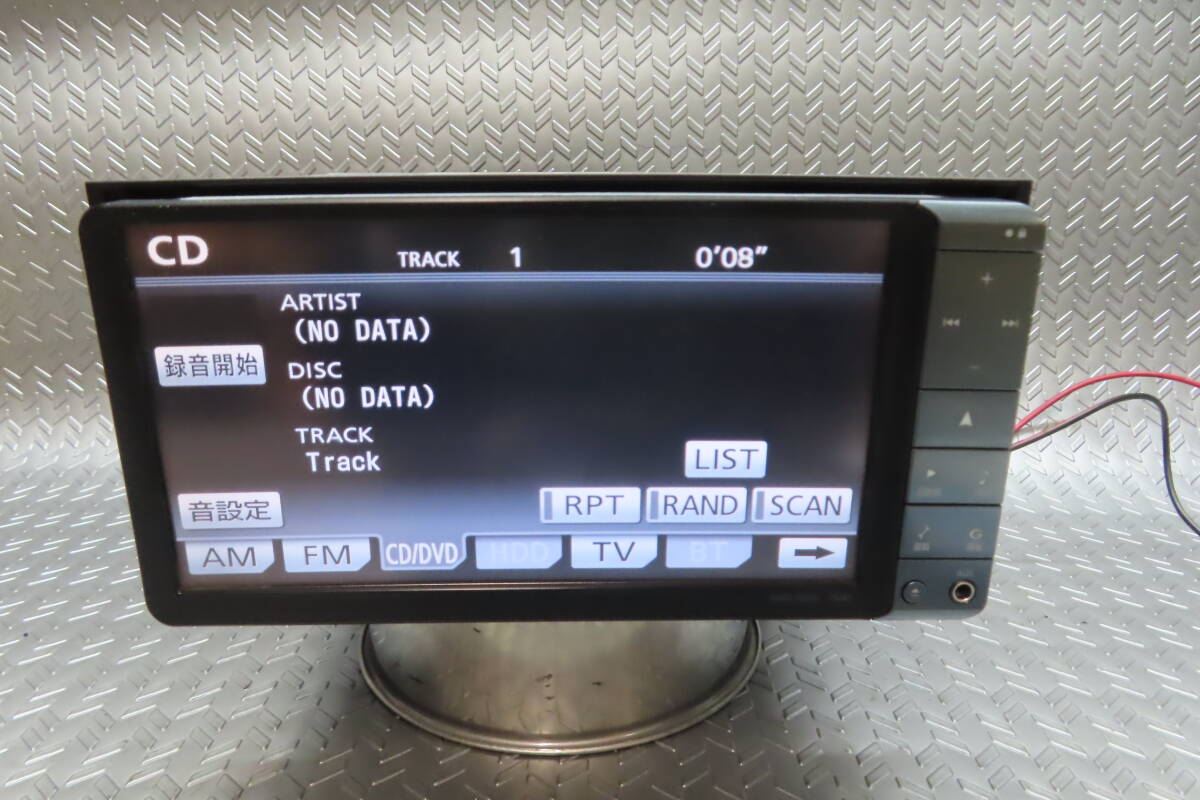 CD TRACK 1 0'08"
ARTIST
(NO DATA)
録音開始
DISC
(NO DATA)
TRACK
Track
LIST
音設定 RPT RAND SCAN
AM FM CD/DVD HDD TV BT